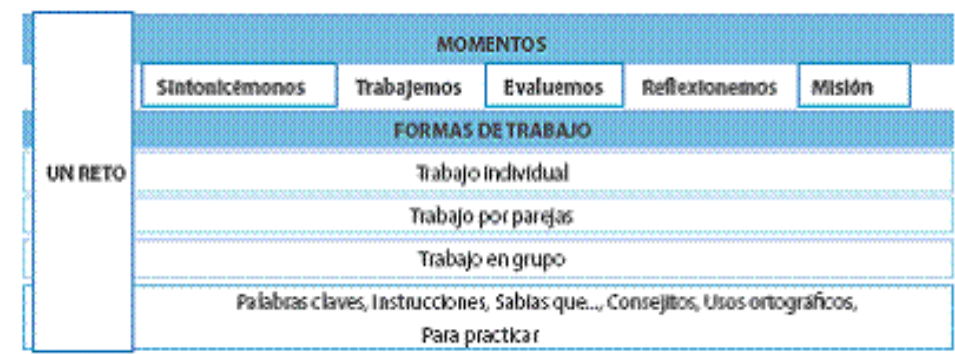 MOMENTOS
Sintonicémonos Trabajemos Evaluemos Reflexionemos Misión
FORMAS DE TRABAJO
UN RETO
Trabajo individual
Trabajo por parejas
Trabajo en grupo
Palabras claves, Instrucciones, Sabías que..., Consejitos, Usos ortográficos,
Para practicar